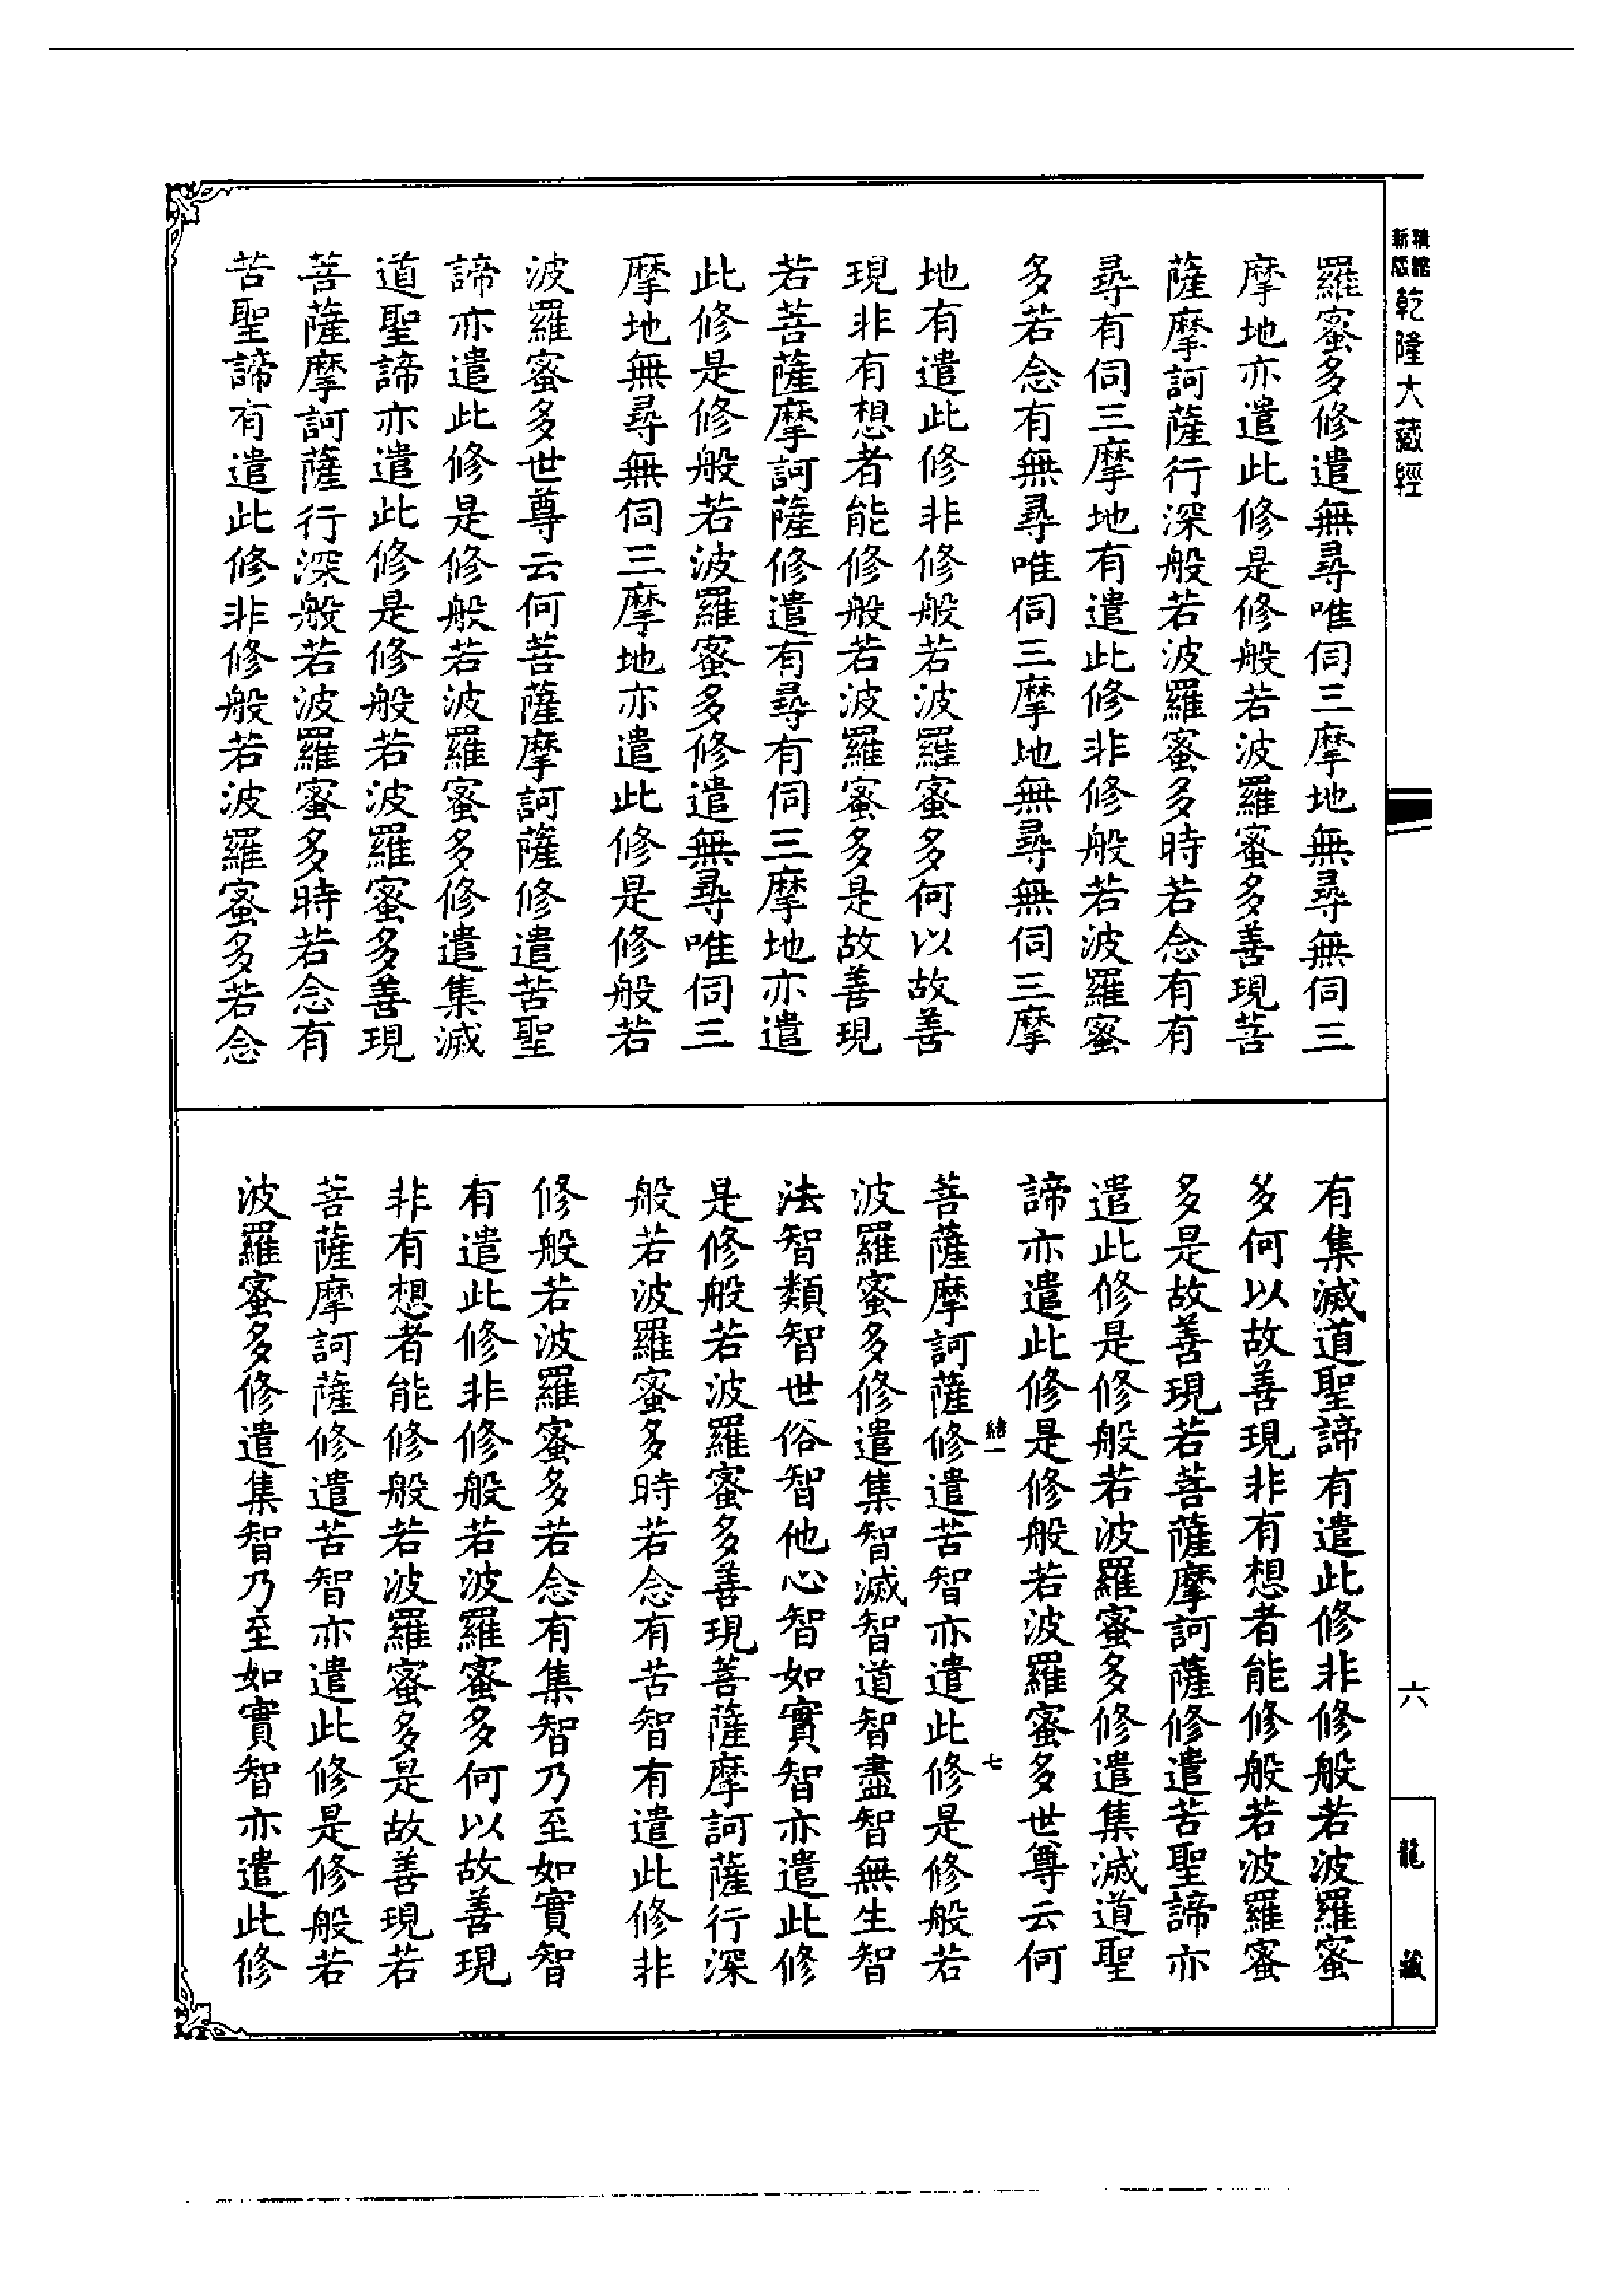 新版
精縮
乾隆大藏經
羅蜜多修遣無尋唯伺三摩地無尋無伺三
摩地亦遣此修是修般若波羅蜜多善現菩
薩摩訶薩行深般若波羅蜜多時若念有有
尋有伺三摩地有遣此修非修般若波羅蜜
多若念有無尋唯伺三摩地無尋無伺三摩
地有遣此修非修般若波羅蜜多何以故善
現非有想者能修般若波羅蜜多是故善現
若菩薩摩訶薩修遣有尋有伺三摩地亦遣
此修是修般若波羅蜜多修遣無尋唯伺三
摩地無尋無伺三摩地亦遣此修是修般若
波羅蜜多世尊云何菩薩摩訶薩修遣苦聖
諦亦遣此修是修般若波羅蜜多修遣集滅
道聖諦亦遣此修是修般若波羅蜜多善現
菩薩摩訶薩行深般若波羅蜜多時若念有
苦聖諦有遣此修非修般若波羅蜜多若念
有集滅道聖諦有遣此修非修般若波羅蜜
多何以故善現非有想者能修般若波羅蜜
多是故善現若菩薩摩訶薩修遣苦聖諦亦
遣此修是修般若波羅蜜多修遣集滅道聖
諦亦遣此修是修般若波羅蜜多世尊云何
菩薩摩訶薩修遣苦智亦遣此修是修般若
波羅蜜多修遣集智滅智道智盡智無生智
法智類智世俗智他心智如實智亦遣此修
是修般若波羅蜜多善現菩薩摩訶薩行深
般若波羅蜜多時若念有苦智有遣此修非
修般若波羅蜜多若念有集智乃至如實智
有遣此修非修般若波羅蜜多何以故善現
非有想者能修般若波羅蜜多是故善現若
菩薩摩訶薩修遣苦智亦遣此修是修般若
波羅蜜多修遣集智乃至如實智亦遣此修
七
六
龍藏